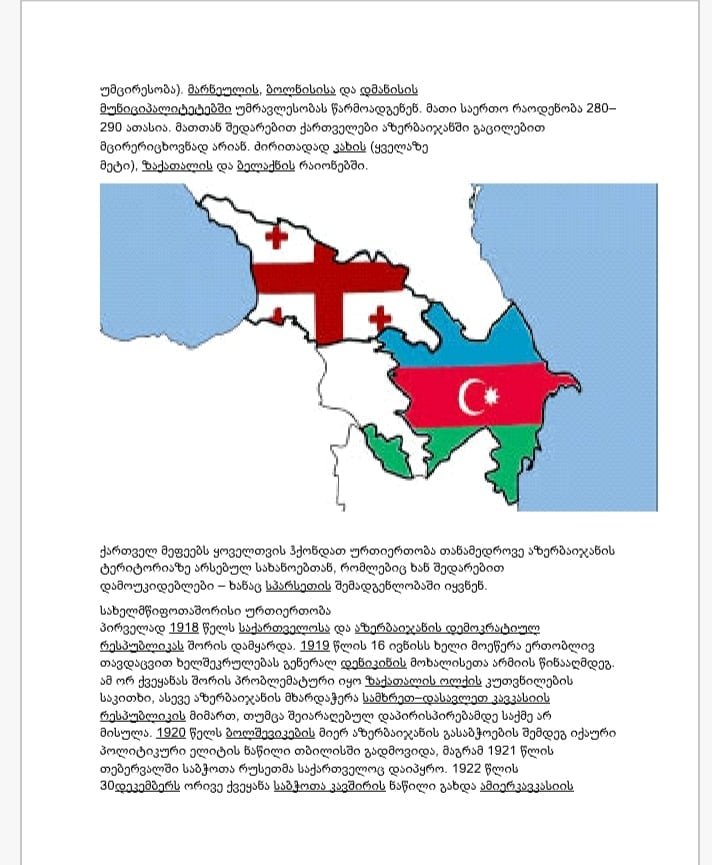 უმცირესობა). მარნეულის, ბოლნისისა და დმანისის
მუნიციპალიტეტებში უმრავლესობას წარმოადგენენ. მათი საერთო რაოდენობა 280–
290 ათასია. მათთან შედარებით ქართველები აზერბაიჯანში გაცილებით
მცირერიცხოვნად არიან. ძირითადად კახის (ყველაზე
მეტი), ზაქათალის და ბელაქნის რაიონებში.
ქართველ მეფეებს ყოველთვის ჰქონდათ ურთიერთობა თანამედროვე აზერბაიჯანის
ტერიტორიაზე არსებულ სახანოებთან, რომლებიც ხან შედარებით
დამოუკიდებლები – ხანაც სპარსეთის შემადგენლობაში იყვნენ.
სახელმწიფოთაშორისი ურთიერთობა
პირველად 1918 წელს საქართველოსა და აზერბაიჯანის დემოკრატიულ
რესპუბლიკას შორის დამყარდა. 1919 წლის 16 ივნისს ხელი მოეწერა ერთობლივ
თავდაცვით ხელშეკრულებას გენერალ დენიკინის მოხალისეთა არმიის წინააღმდეგ.
ამ ორ ქვეყანას შორის პრობლემატური იყო ზაქათალის ოლქის კუთვნილების
საკითხი, ასევე აზერბაიჯანის მხარდაჭერა სამხრეთ–დასავლეთ კავკასიის
რესპუბლიკის მიმართ, თუმცა შეიარაღებულ დაპირისპირებამდე საქმე არ
მისულა. 1920 წელს ბოლშევიკების მიერ აზერბაიჯანის გასაბჭოების შემდეგ იქაური
პოლიტიკური ელიტის ნაწილი თბილისში გადმოვიდა, მაგრამ 1921 წლის
თებერვალში საბჭოთა რუსეთმა საქართველოც დაიპყრო. 1922 წლის
30დეკემბერს ორივე ქვეყანა საბჭოთა კავშირის ნაწილი გახდა ამიერკავკასიის